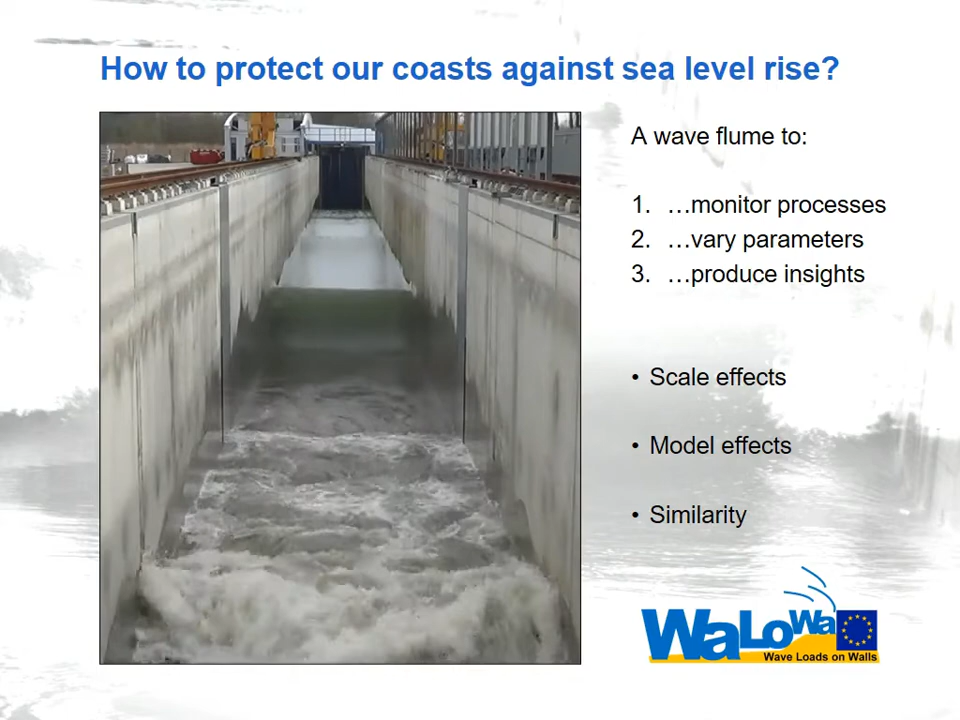 How to protect our coasts against sea level rise?
A wave flume to:
1. …monitor processes
2. …vary parameters
3. …produce insights
• Scale effects
• Model effects
• Similarity
WaLoWa
Wave Loads on Walls